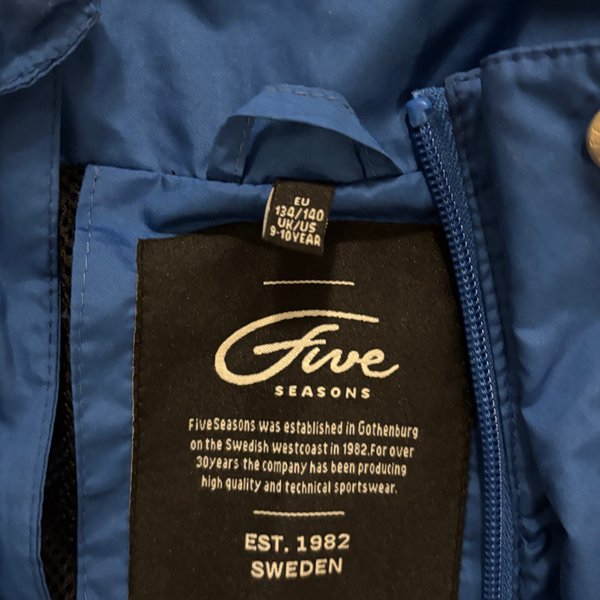 EU
134/140
UK/US
9-10YEAR
Five
SEASONS
FiveSeasons was established in Gothenburg
on the Swedish westcoast in 1982.For over
30years the company has been producing
high quality and technical sportswear.
EST. 1982
SWEDEN